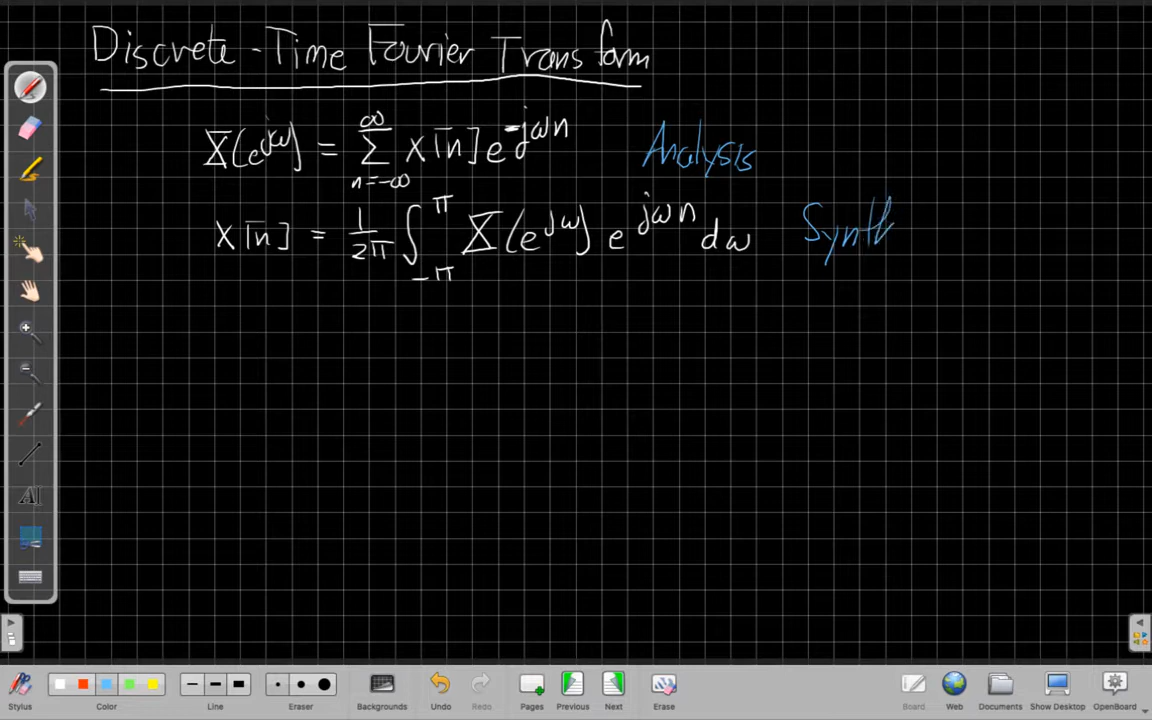 Discrete-Time Fourier Transform
X(e^{jω}) = ∑_{n=-∞}^{∞} x[n] e^{-jωn} Analysis
x[n] = 1/2π ∫_{-π}^{π} X(e^{jω}) e^{jωn} dω Synth
Stylus Color Line Eraser Backgrounds Undo Redo Pages Previous Next Erase Board Web Documents Show Desktop OpenBoard